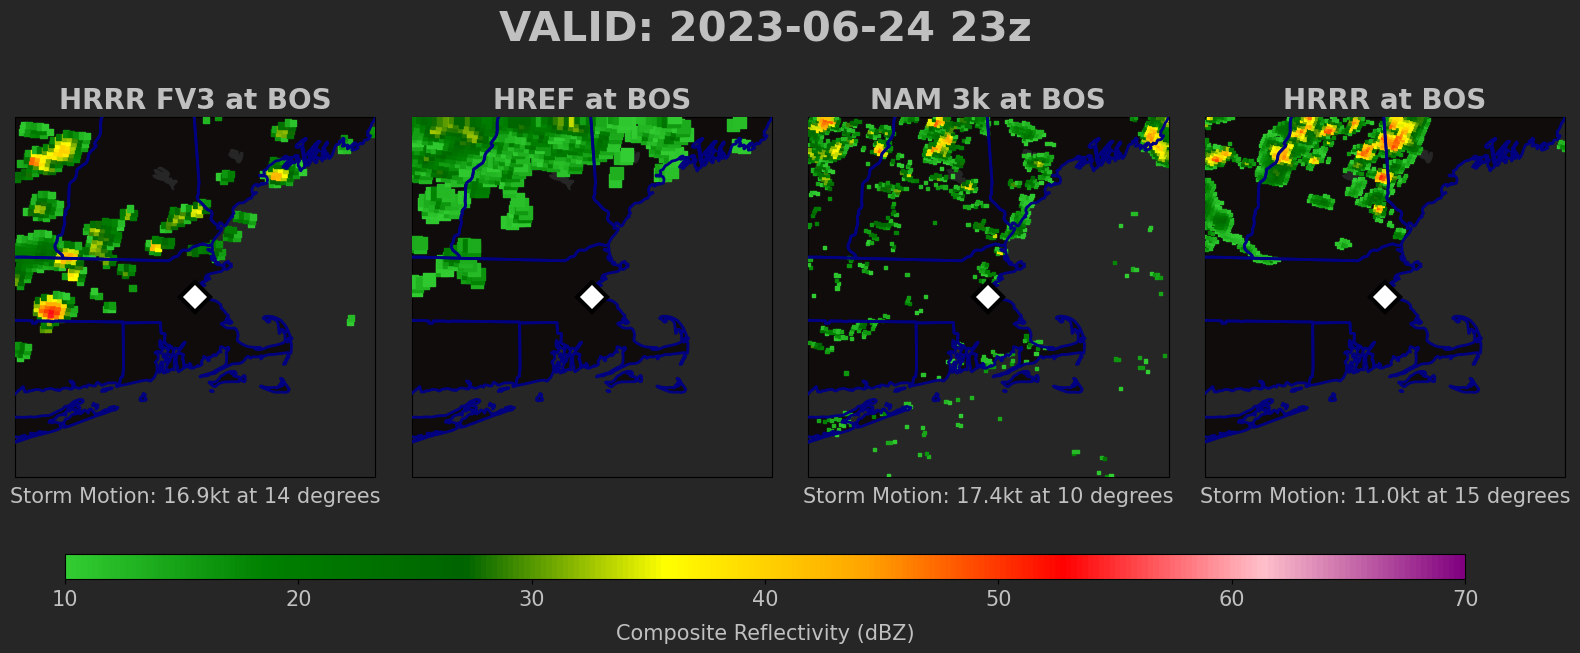 VALID: 2023-06-24 23z
HRRR FV3 at BOS
HREF at BOS
NAM 3k at BOS
HRRR at BOS
Storm Motion: 16.9kt at 14 degrees
Storm Motion: 17.4kt at 10 degrees
Storm Motion: 11.0kt at 15 degrees
10 20 30 40 50 60 70
Composite Reflectivity (dBZ)